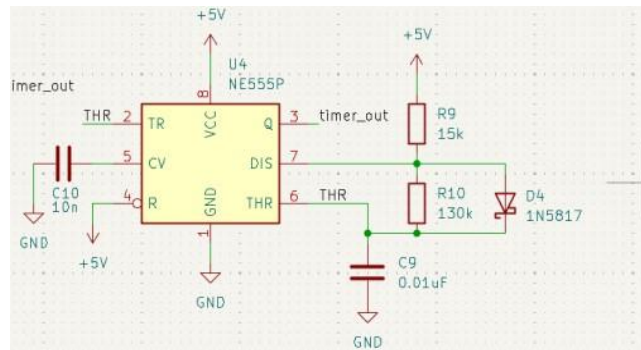 +5V
U4
NE555P
+5V
imer_out
8
THR 2 TR
VCC
Q 3 timer_out
R9
15k
5 CV
DIS 7
C10
10n
4 R
GND
THR 6 THR
R10
130k
D4
1N5817
GND
+5V
1
C9
0.01uF
GND
GND